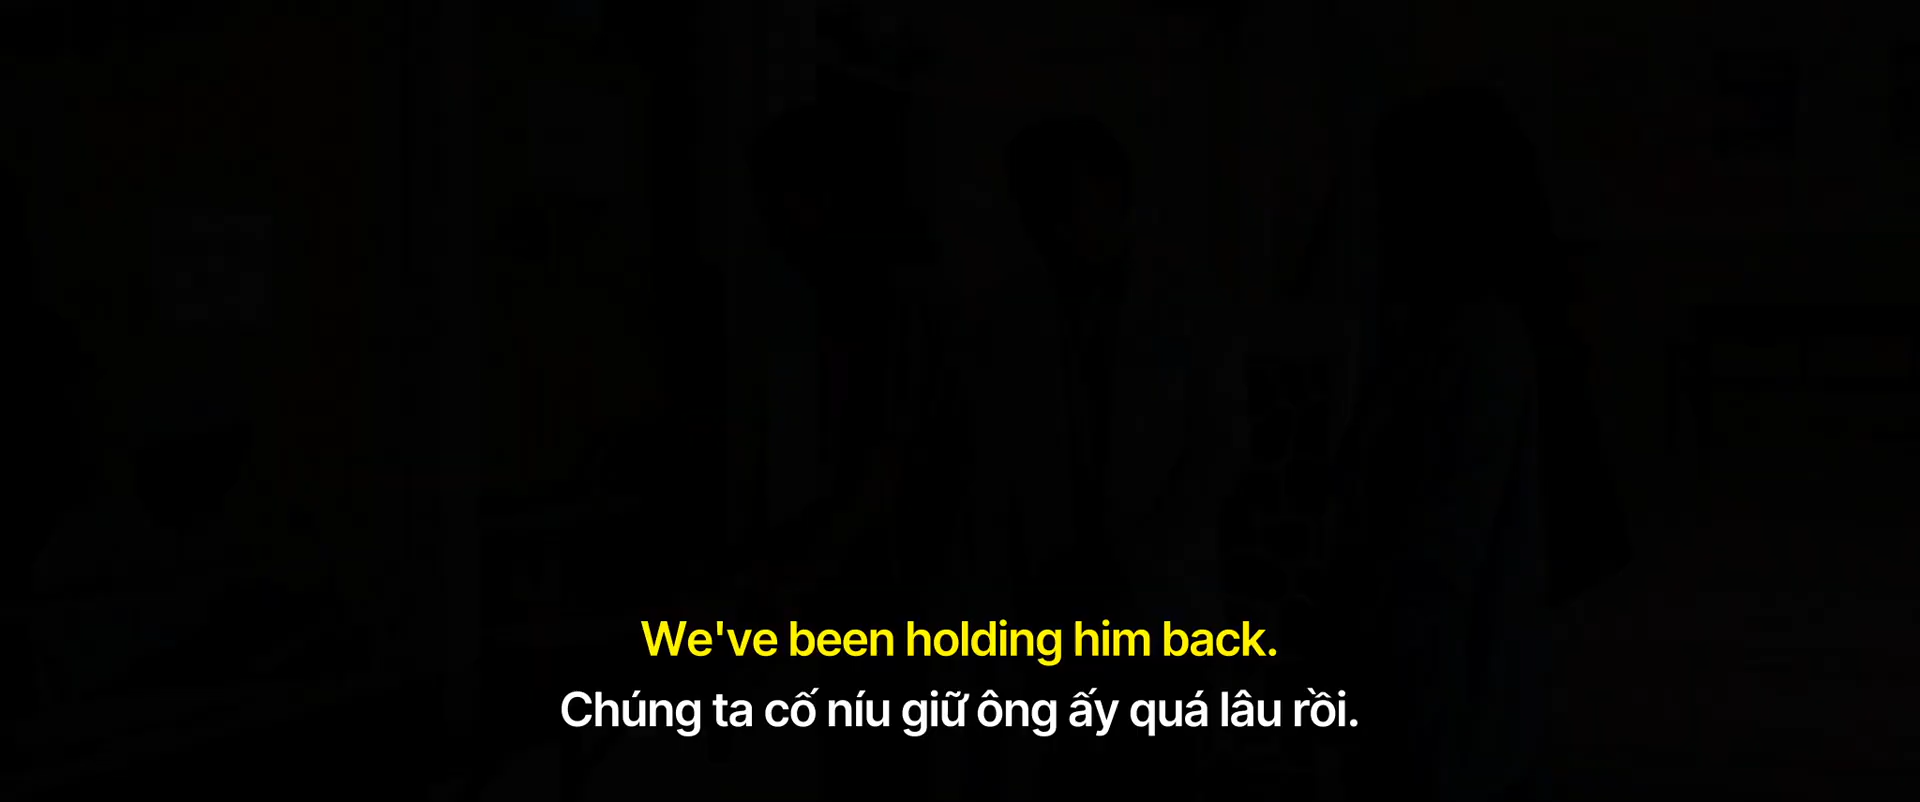 We've been holding him back.
Chúng ta cố níu giữ ông ấy quá lâu rồi.